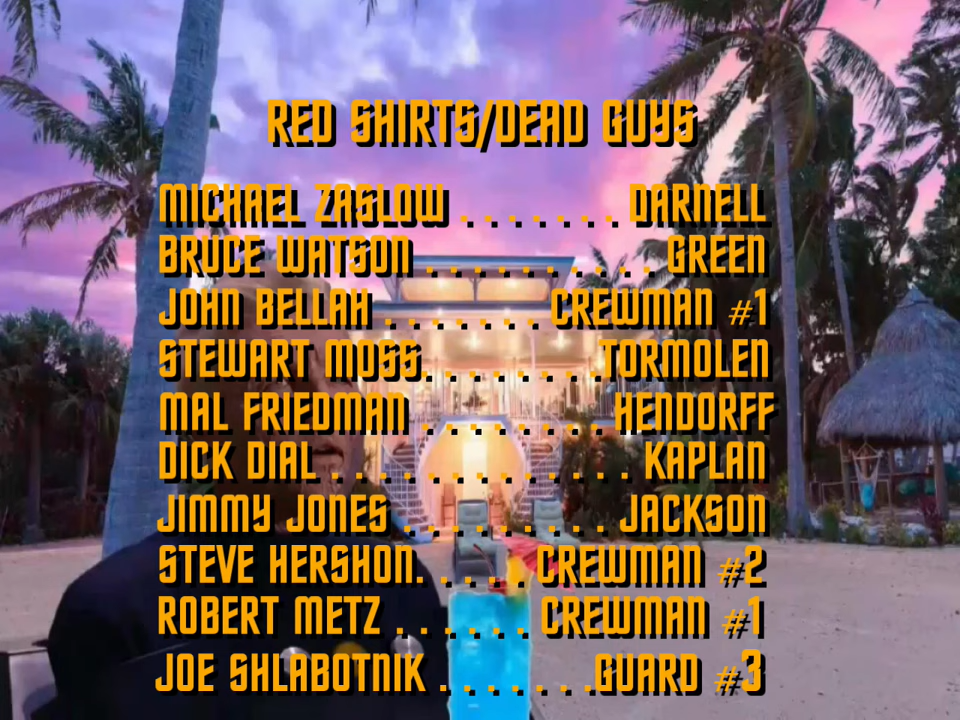 RED SHIRTS/DEAD GUYS
MICHAEL ZASLOW . . . . . . . DARNELL
BRUCE WATSON . . . . . . . . . . GREEN
JOHN BELLAH . . . . . . . CREWMAN #1
STEWART MOSS. . . . . . . . TORMOLEN
MAL FRIEDMAN . . . . . . . . HENDORFF
DICK DIAL . . . . . . . . . . . . . KAPLAN
JIMMY JONES . . . . . . . . . JACKSON
STEVE HERSHON. . . . . CREWMAN #2
ROBERT METZ . . . . . . CREWMAN #1
JOE SHLABOTNIK . . . . . . . GUARD #3